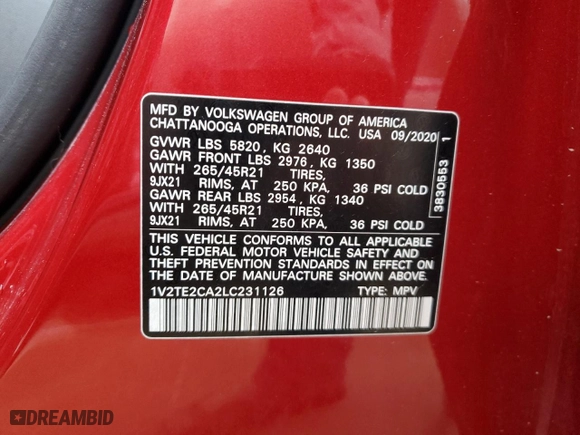 MFD BY VOLKSWAGEN GROUP OF AMERICA
CHATTANOOGA OPERATIONS, LLC. USA 09/2020
GVWR LBS 5820, KG 2640
GAWR FRONT LBS 2976, KG 1350
WITH 265/45R21 TIRES,
9JX21 RIMS, AT 250 KPA, 36 PSI COLD
GAWR REAR LBS 2954, KG 1340
WITH 265/45R21 TIRES,
9JX21 RIMS, AT 250 KPA, 36 PSI COLD
THIS VEHICLE CONFORMS TO ALL APPLICABLE
U.S. FEDERAL MOTOR VEHICLE SAFETY AND
THEFT PREVENTION STANDARDS IN EFFECT ON
THE DATE OF MANUFACTURE SHOWN ABOVE.
1V2TE2CA2LC231126 TYPE: MPV
3830553 1
DREAMBID